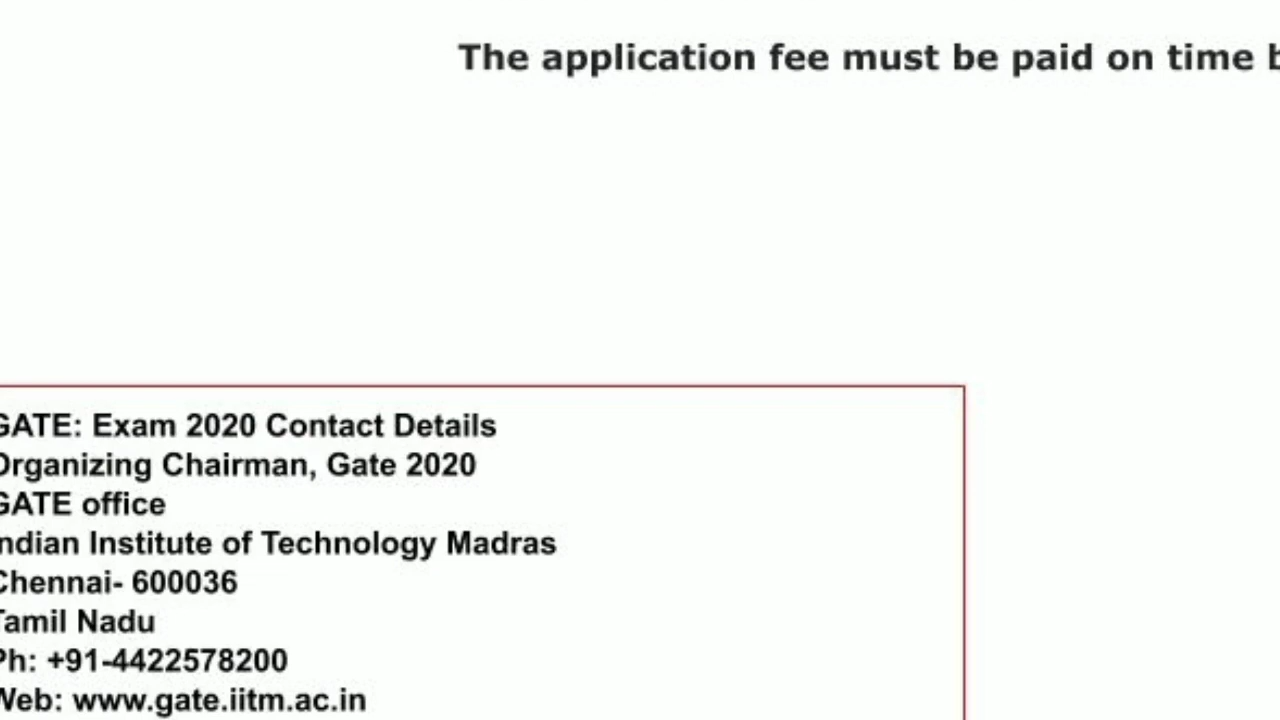 The application fee must be paid on time b
GATE: Exam 2020 Contact Details
Organizing Chairman, Gate 2020
GATE office
Indian Institute of Technology Madras
Chennai- 600036
Tamil Nadu
Ph: +91-4422578200
Web: www.gate.iitm.ac.in